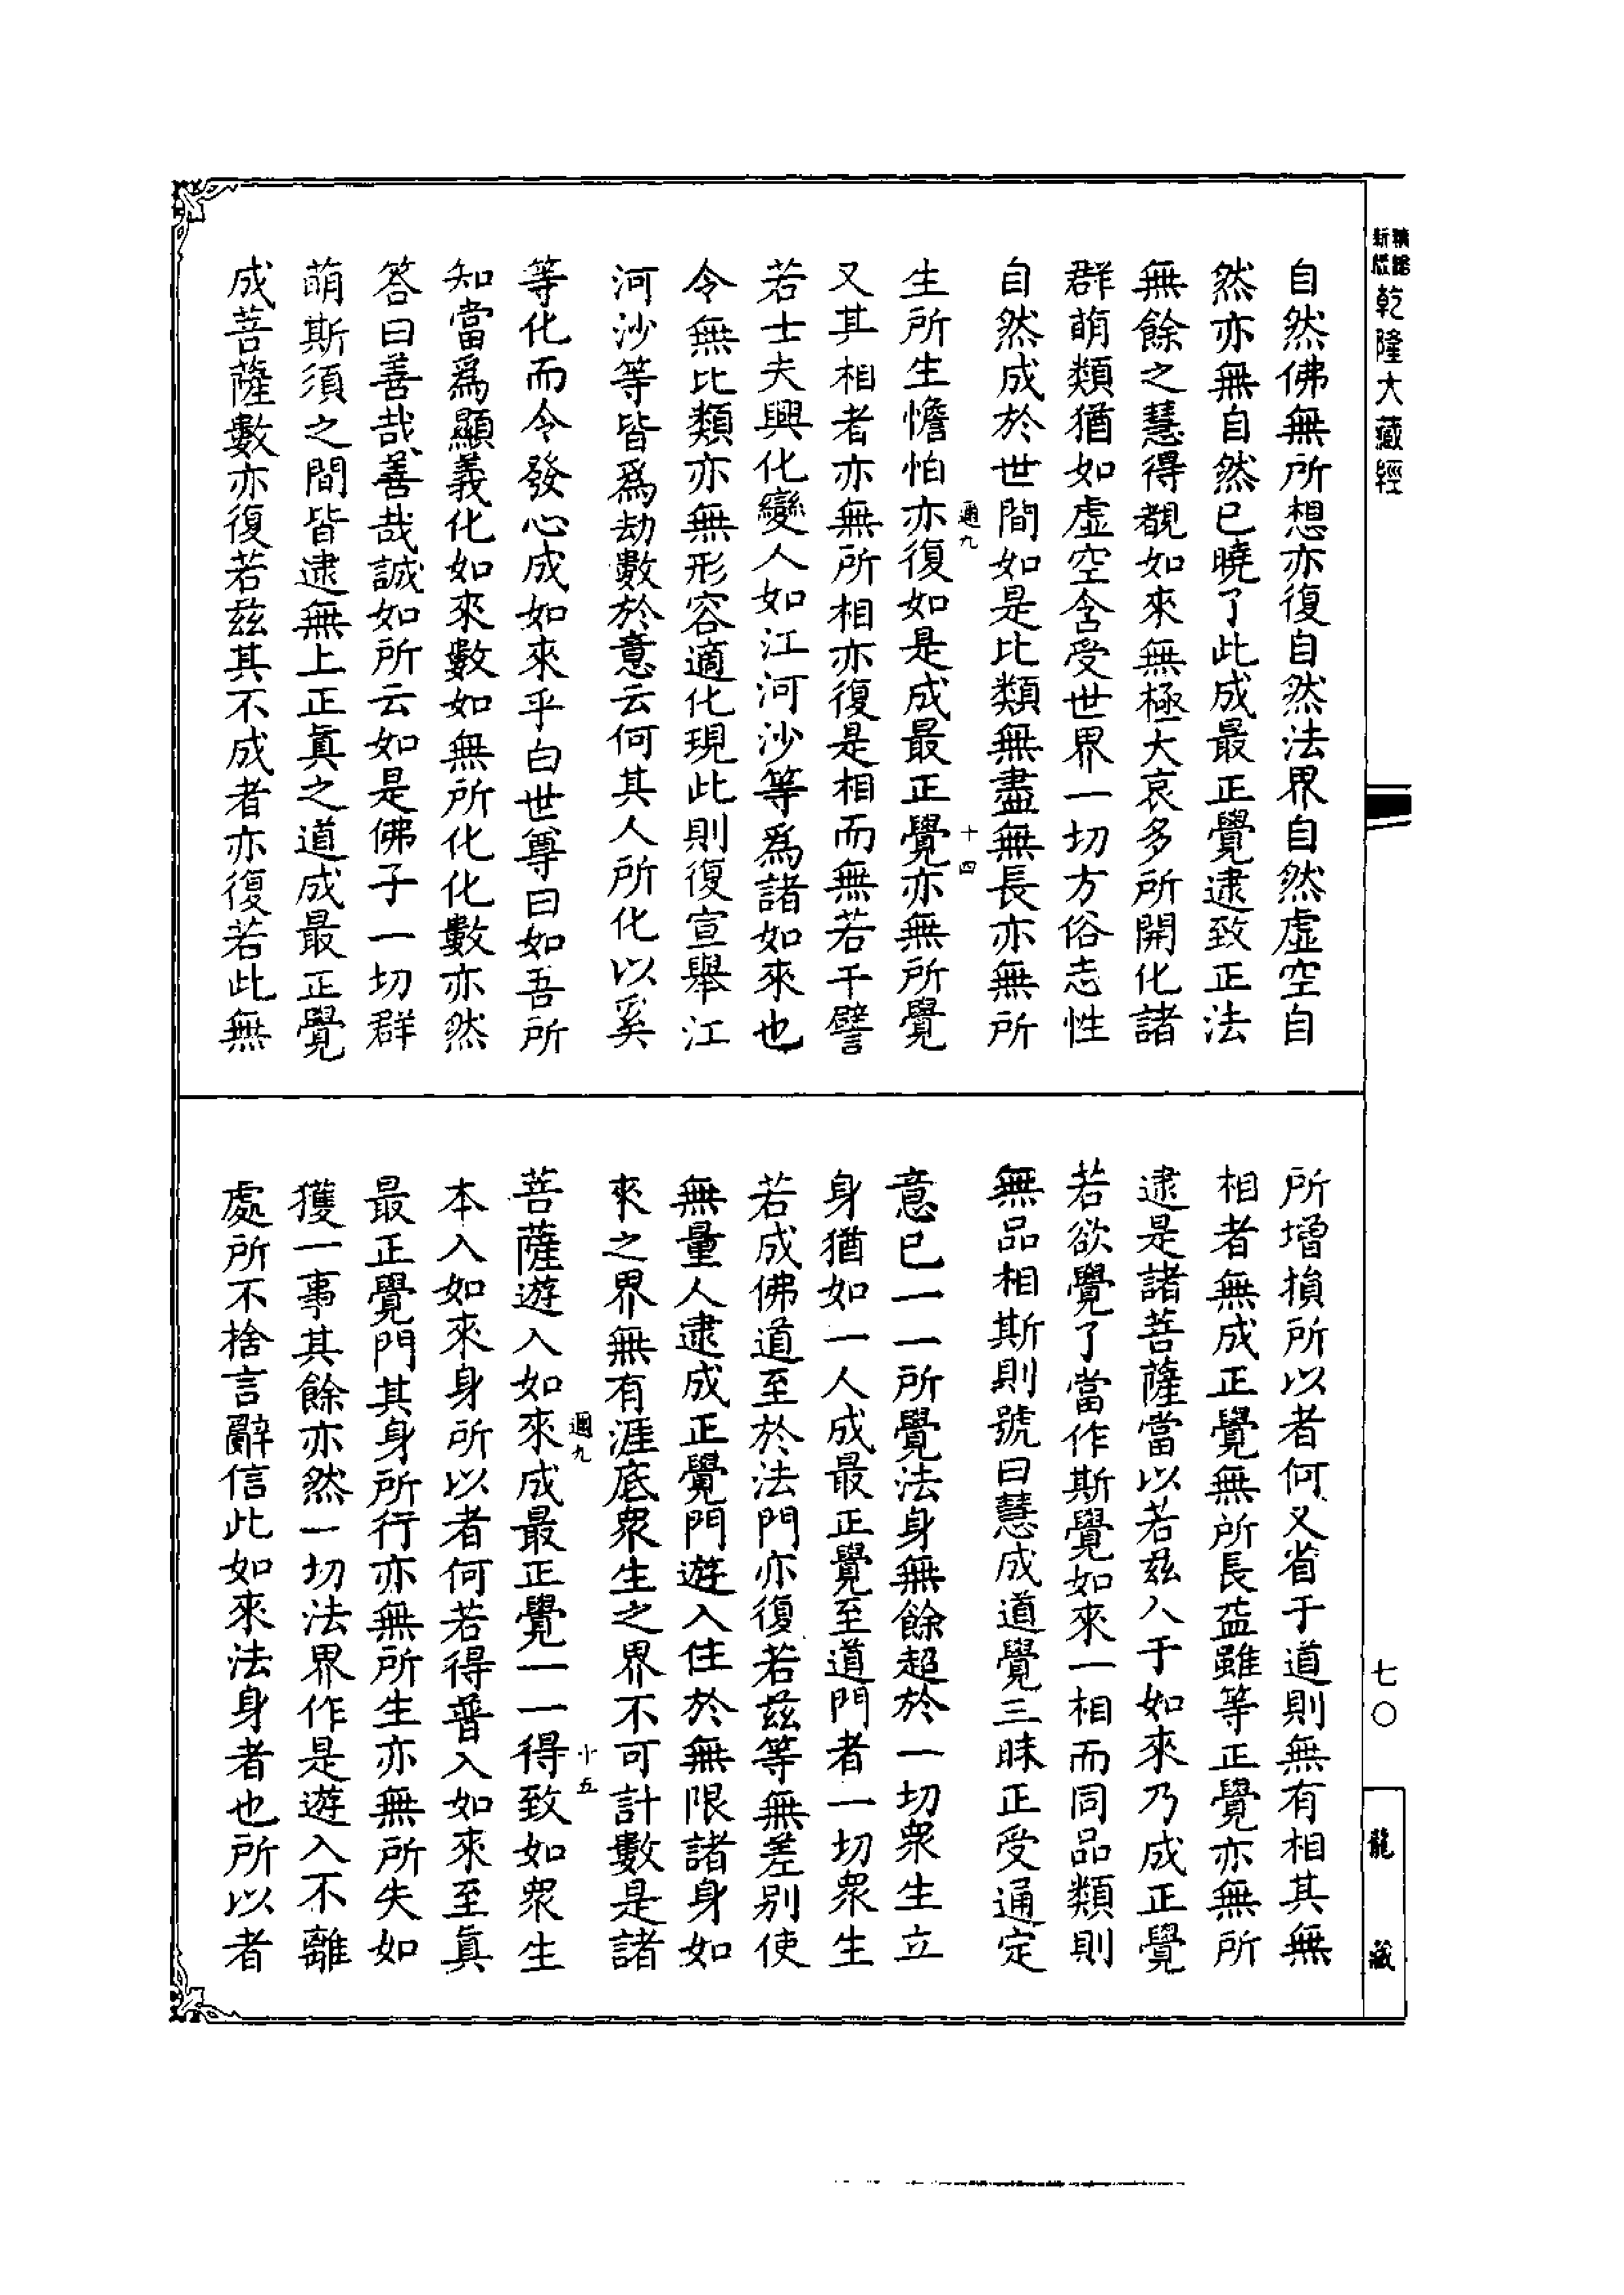 新版精縮
乾隆大藏經
自然佛無所想亦復自然法界自然虛空自
然亦無自然已曉了此成最正覺逮致正法
無餘之慧得覩如來無極大哀多所開化諸
群萌類猶如虛空含受世界一切方俗志性
自然成於世間如是比類無盡無長亦無所
遐九
十四
生所生憺怕亦復如是成最正覺亦無所覺
又其相者亦無所相亦復是相而無若干譬
若士夫興化變人如江河沙等爲諸如來也
令無比類亦無形容適化現此則復宣舉江
河沙等皆爲劫數於意云何其人所化以奚
等化而令發心成如來乎白世尊曰如吾所
知當爲顯義化如來數如無所化化數亦然
答曰善哉善哉誠如所云如是佛子一切群
萌斯須之間皆逮無上正真之道成最正覺
成菩薩數亦復若茲其不成者亦復若此無
所增損所以者何又省于道則無有相其無
相者無成正覺無所長益雖等正覺亦無所
逮是諸菩薩當以若茲入于如來乃成正覺
若欲覺了當作斯覺如來一相而同品類則
無品相斯則號曰慧成道覺三昧正受通定
意已一一所覺法身無餘超於一切衆生立
身猶如一人成最正覺至道門者一切衆生
若成佛道至於法門亦復若茲等無差別使
無量人逮成正覺門遊入住於無限諸身如
來之界無有涯底衆生之界不可計數是諸
遐九
十五
菩薩遊入如來成最正覺一一得致如衆生
本入如來身所以者何若得普入如來至真
最正覺門其身所行亦無所生亦無所失如
獲一事其餘亦然一切法界作是遊入不離
處所不捨言辭信此如來法身者也所以者
七〇
龍藏